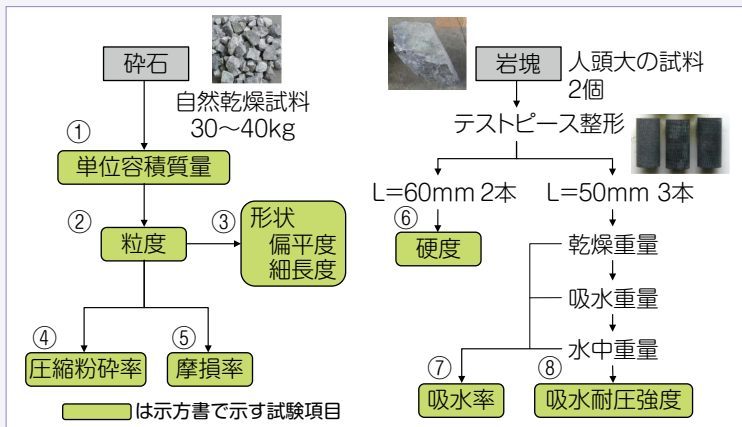 砕石
自然乾燥試料
30〜40kg
①
単位容積質量
②
粒度
③
形状
偏平度
細長度
④
圧縮粉砕率
⑤
摩損率
は示方書で示す試験項目
岩塊
人頭大の試料
2個
テストピース整形
L=60mm 2本
L=50mm 3本
⑥
硬度
乾燥重量
吸水重量
水中重量
⑦
吸水率
⑧
吸水耐圧強度